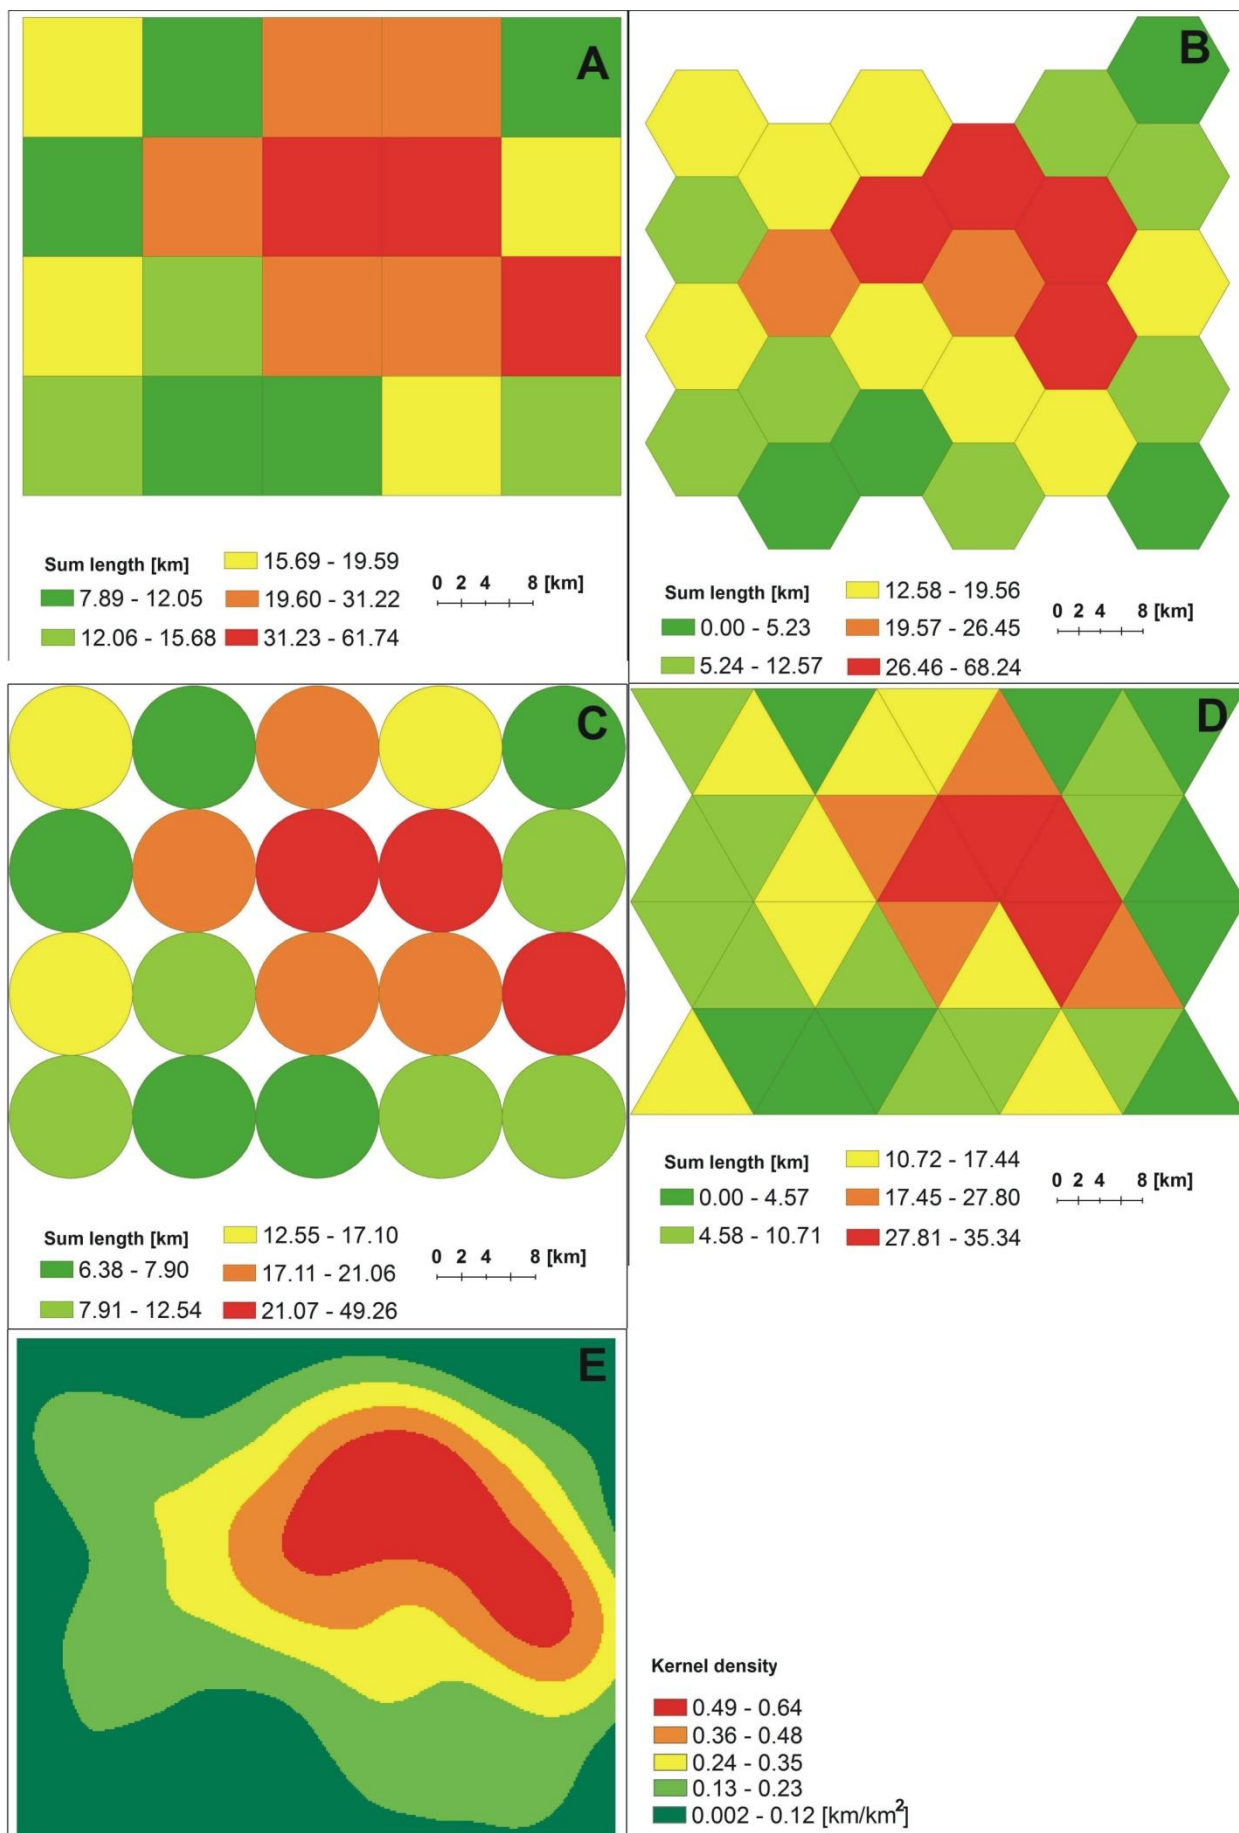 A
Sum length [km]
7.89 - 12.05
12.06 - 15.68
15.69 - 19.59
19.60 - 31.22
31.23 - 61.74
0 2 4 8 [km]
B
Sum length [km]
0.00 - 5.23
5.24 - 12.57
12.58 - 19.56
19.57 - 26.45
26.46 - 68.24
0 2 4 8 [km]
C
Sum length [km]
6.38 - 7.90
7.91 - 12.54
12.55 - 17.10
17.11 - 21.06
21.07 - 49.26
0 2 4 8 [km]
D
Sum length [km]
0.00 - 4.57
4.58 - 10.71
10.72 - 17.44
17.45 - 27.80
27.81 - 35.34
0 2 4 8 [km]
E
Kernel density
0.49 - 0.64
0.36 - 0.48
0.24 - 0.35
0.13 - 0.23
0.002 - 0.12 [km/km²]